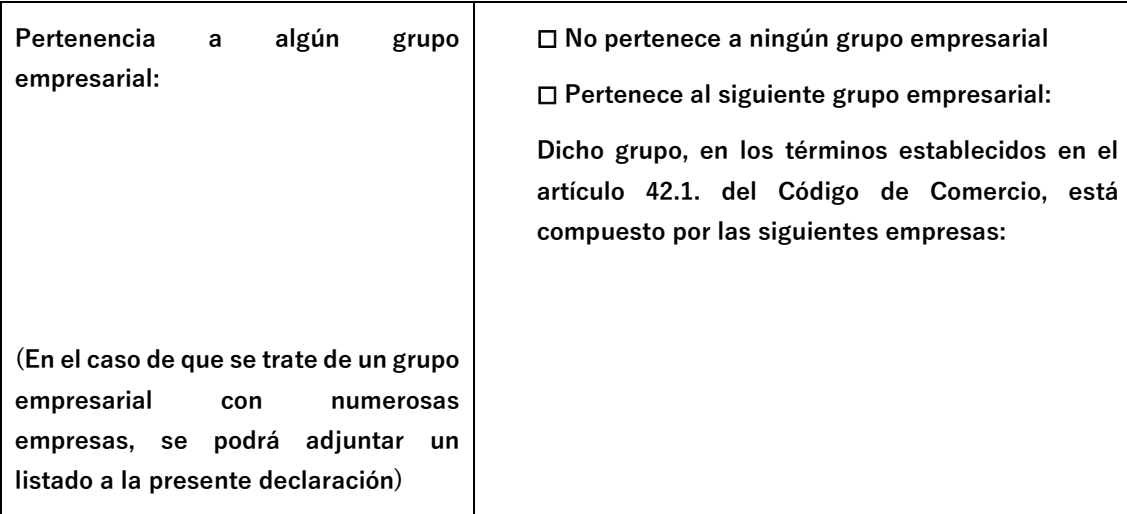 Pertenencia a algún grupo
empresarial:
(En el caso de que se trate de un grupo
empresarial con numerosas
empresas, se podrá adjuntar un
listado a la presente declaración)
☐ No pertenece a ningún grupo empresarial
☐ Pertenece al siguiente grupo empresarial:
Dicho grupo, en los términos establecidos en el
artículo 42.1. del Código de Comercio, está
compuesto por las siguientes empresas: